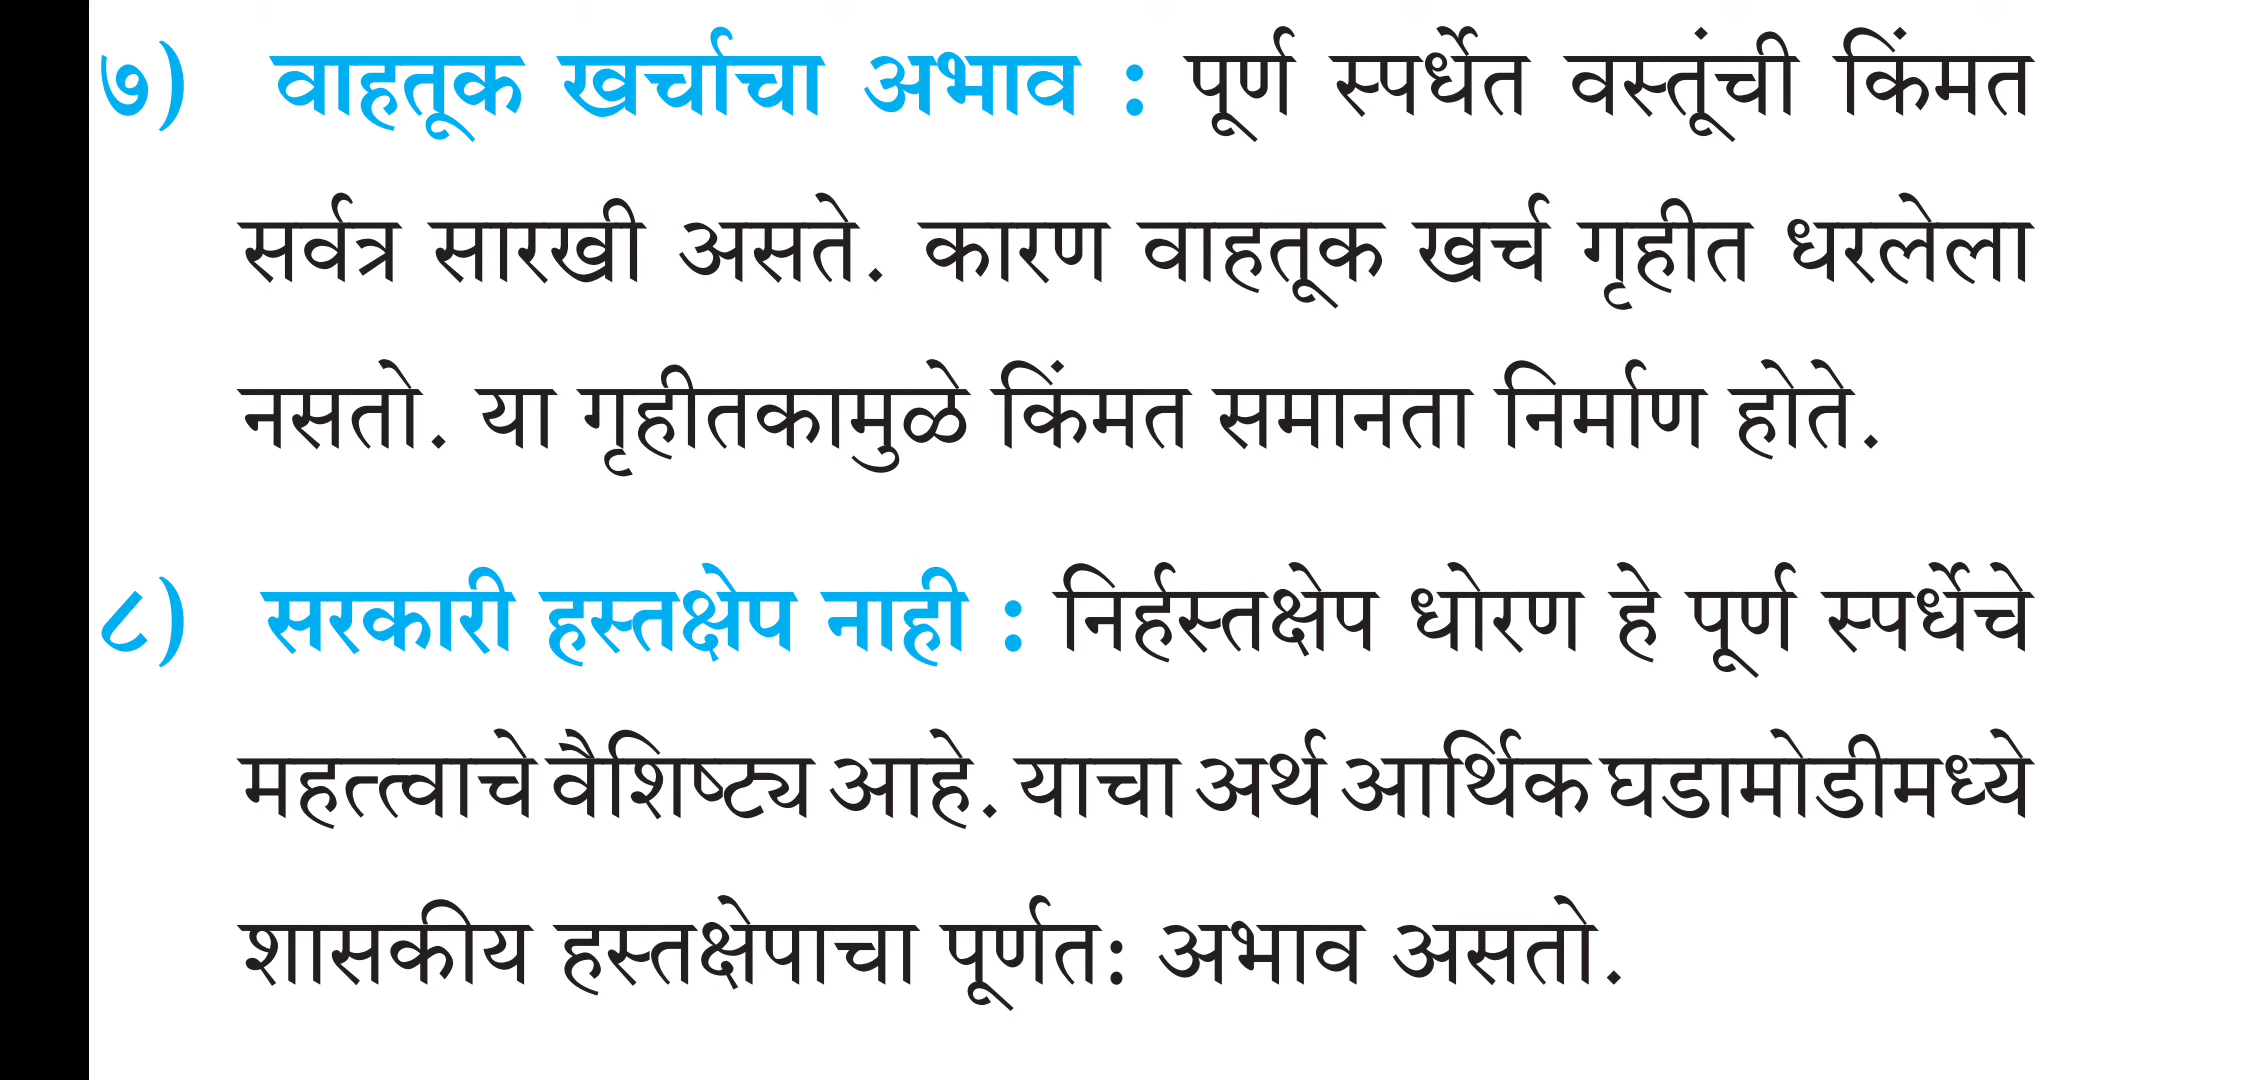 ७) वाहतूक खर्चाचा अभाव : पूर्ण स्पर्धेत वस्तूंची किंमत
सर्वत्र सारखी असते. कारण वाहतूक खर्च गृहीत धरलेला
नसतो. या गृहीतकामुळे किंमत समानता निर्माण होते.
८) सरकारी हस्तक्षेप नाही : निर्हस्तक्षेप धोरण हे पूर्ण स्पर्धेचे
महत्त्वाचे वैशिष्ट्य आहे. याचा अर्थ आर्थिक घडामोडीमध्ये
शासकीय हस्तक्षेपाचा पूर्णत: अभाव असतो.